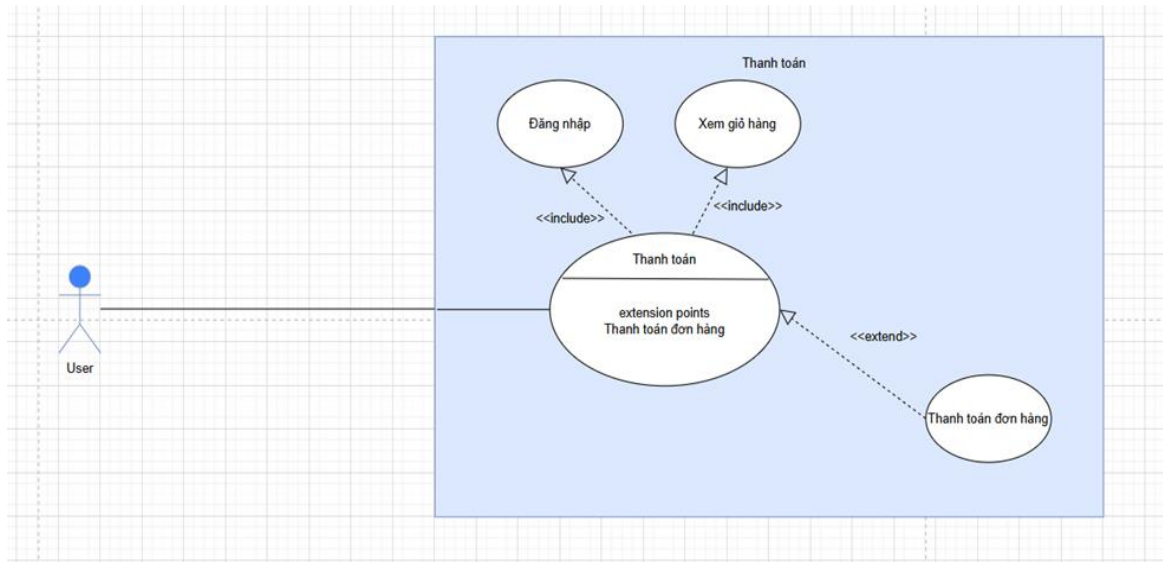 Thanh toán
Đăng nhập
Xem giỏ hàng
<<include>>
<<include>>
Thanh toán
extension points
Thanh toán đơn hàng
<<extend>>
User
Thanh toán đơn hàng